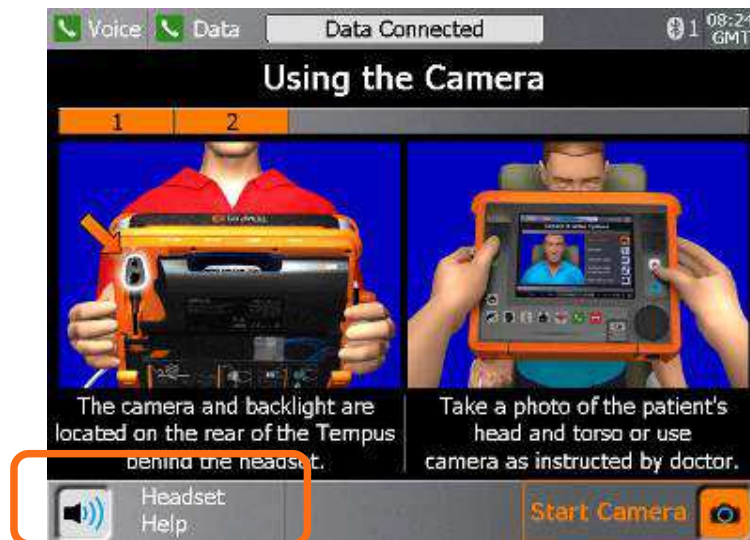 Voice Data Data Connected 1 08:24
GMT
Using the Camera
1 2
The camera and backlight are
located on the rear of the Tempus
behind the headset.
Take a photo of the patient's
head and torso or use
camera as instructed by doctor.
Headset
Help
Start Camera